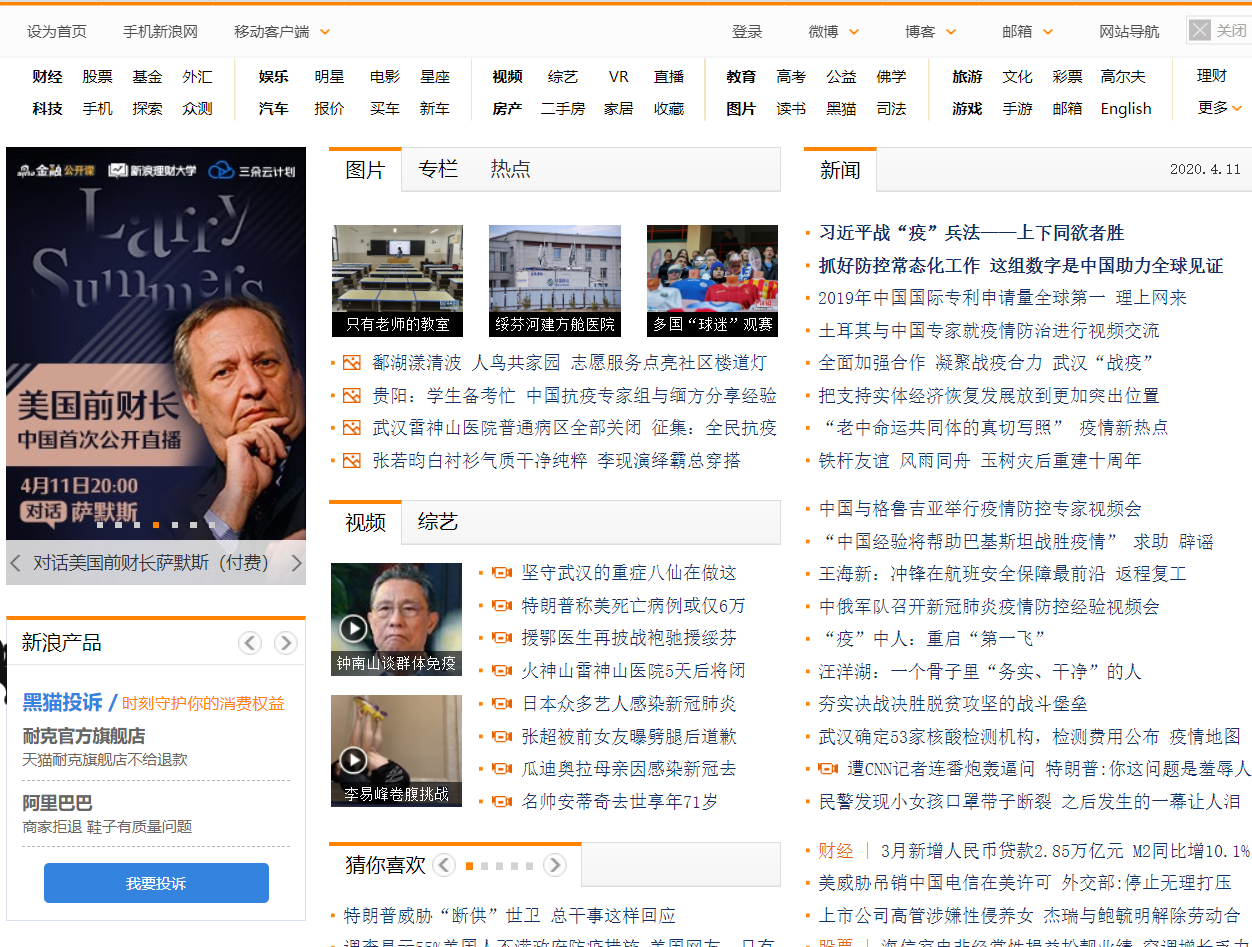 设为首页 手机新浪网 移动客户端 登录 微博 博客 邮箱 网站导航 关闭
财经 股票 基金 外汇 娱乐 明星 电影 星座 视频 综艺 VR 直播 教育 高考 公益 佛学 旅游 文化 彩票 高尔夫 理财
科技 手机 探索 众测 汽车 报价 买车 新车 房产 二手房 家居 收藏 图片 读书 黑猫 司法 游戏 手游 邮箱 English 更多
金融公开课 新浪理财大学 三朵云计划
Larry
Summers
美国前财长
中国首次公开直播
4月11日20:00
对话 萨默斯
对话美国前财长萨默斯（付费）
新浪产品
黑猫投诉 / 时刻守护你的消费权益
耐克官方旗舰店
天猫耐克旗舰店不给退款
阿里巴巴
商家拒退 鞋子有质量问题
我要投诉
图片 专栏 热点
只有老师的教室 绥芬河建方舱医院 多国“球迷”观赛
鄱湖漾清波 人鸟共家园 志愿服务点亮社区楼道灯
贵阳：学生备考忙 中国抗疫专家组与缅方分享经验
武汉雷神山医院普通病区全部关闭 征集：全民抗疫
张若昀白衬衫气质干净纯粹 李现演绎霸总穿搭
视频 综艺
钟南山谈群体免疫
李易峰卷腹挑战
坚守武汉的重症八仙在做这
特朗普称美死亡病例或仅6万
援鄂医生再披战袍驰援绥芬
火神山雷神山医院5天后将闭
日本众多艺人感染新冠肺炎
张超被前女友曝劈腿后道歉
瓜迪奥拉母亲因感染新冠去
名帅安蒂奇去世享年71岁
猜你喜欢
特朗普威胁“断供”世卫 总干事这样回应
调查显示55%美国人不满政府防疫措施 美国网友
新闻 2020.4.11
习近平战“疫”兵法——上下同欲者胜
抓好防控常态化工作 这组数字是中国助力全球见证
2019年中国国际专利申请量全球第一 理上网来
土耳其与中国专家就疫情防治进行视频交流
全面加强合作 凝聚战疫合力 武汉“战疫”
把支持实体经济恢复发展放到更加突出位置
“老中命运共同体的真切写照” 疫情新热点
铁杆友谊 风雨同舟 玉树灾后重建十周年
中国与格鲁吉亚举行疫情防控专家视频会
“中国经验将帮助巴基斯坦战胜疫情” 求助 辟谣
王海新：冲锋在航班安全保障最前沿 返程复工
中俄军队召开新冠肺炎疫情防控经验视频会
“疫”中人：重启“第一飞”
汪洋湖：一个骨子里“务实、干净”的人
夯实决战决胜脱贫攻坚的战斗堡垒
武汉确定53家核酸检测机构，检测费用公布 疫情地图
遭CNN记者连番炮轰逼问 特朗普:你这问题是羞辱人
民警发现小女孩口罩带子断裂 之后发生的一幕让人泪
财经｜3月新增人民币贷款2.85万亿元 M2同比增10.1%
美威胁吊销中国电信在美许可 外交部:停止无理打压
上市公司高管涉嫌性侵养女 杰瑞与鲍毓明解除劳动合
股票｜海信家电非经常性损益扮靓业绩 空调增长乏力